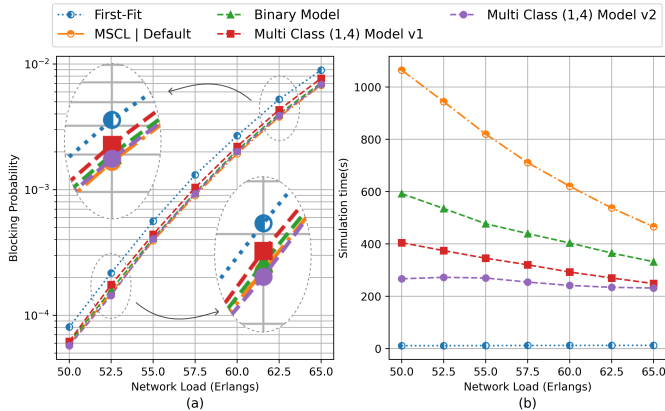 First-Fit
Binary Model
Multi Class (1,4) Model v2
MSCL | Default
Multi Class (1,4) Model v1
10⁻²
10⁻³
10⁻⁴
Blocking Probability
50.0 52.5 55.0 57.5 60.0 62.5 65.0
Network Load (Erlangs)
(a)
1000
800
600
400
200
0
Simulation time(s)
50.0 52.5 55.0 57.5 60.0 62.5 65.0
Network Load (Erlangs)
(b)